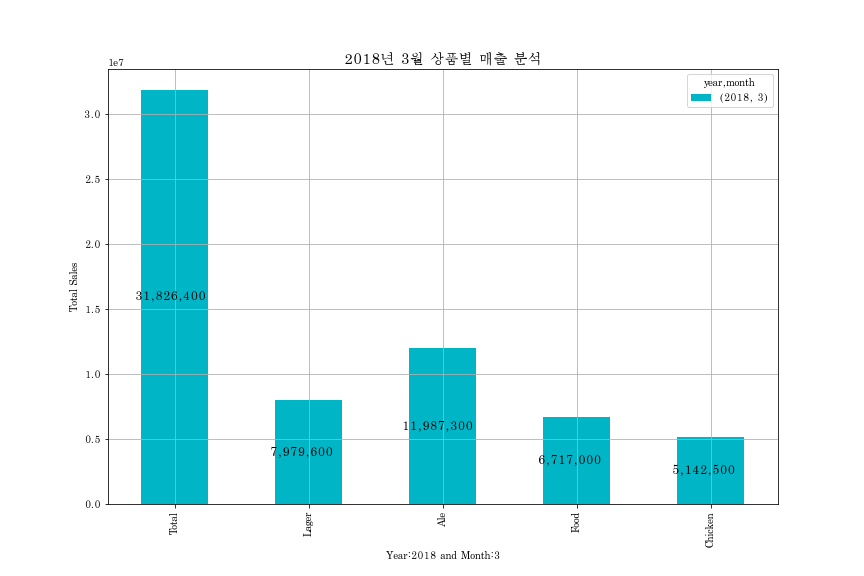 2018년 3월 상품별 매출 분석
1e7
year,month
(2018, 3)
3.0
2.5
2.0
1.5
1.0
0.5
0.0
Total Sales
31,826,400
7,979,600
11,987,300
6,717,000
5,142,500
Total
Lager
Ale
Food
Chicken
Year:2018 and Month:3